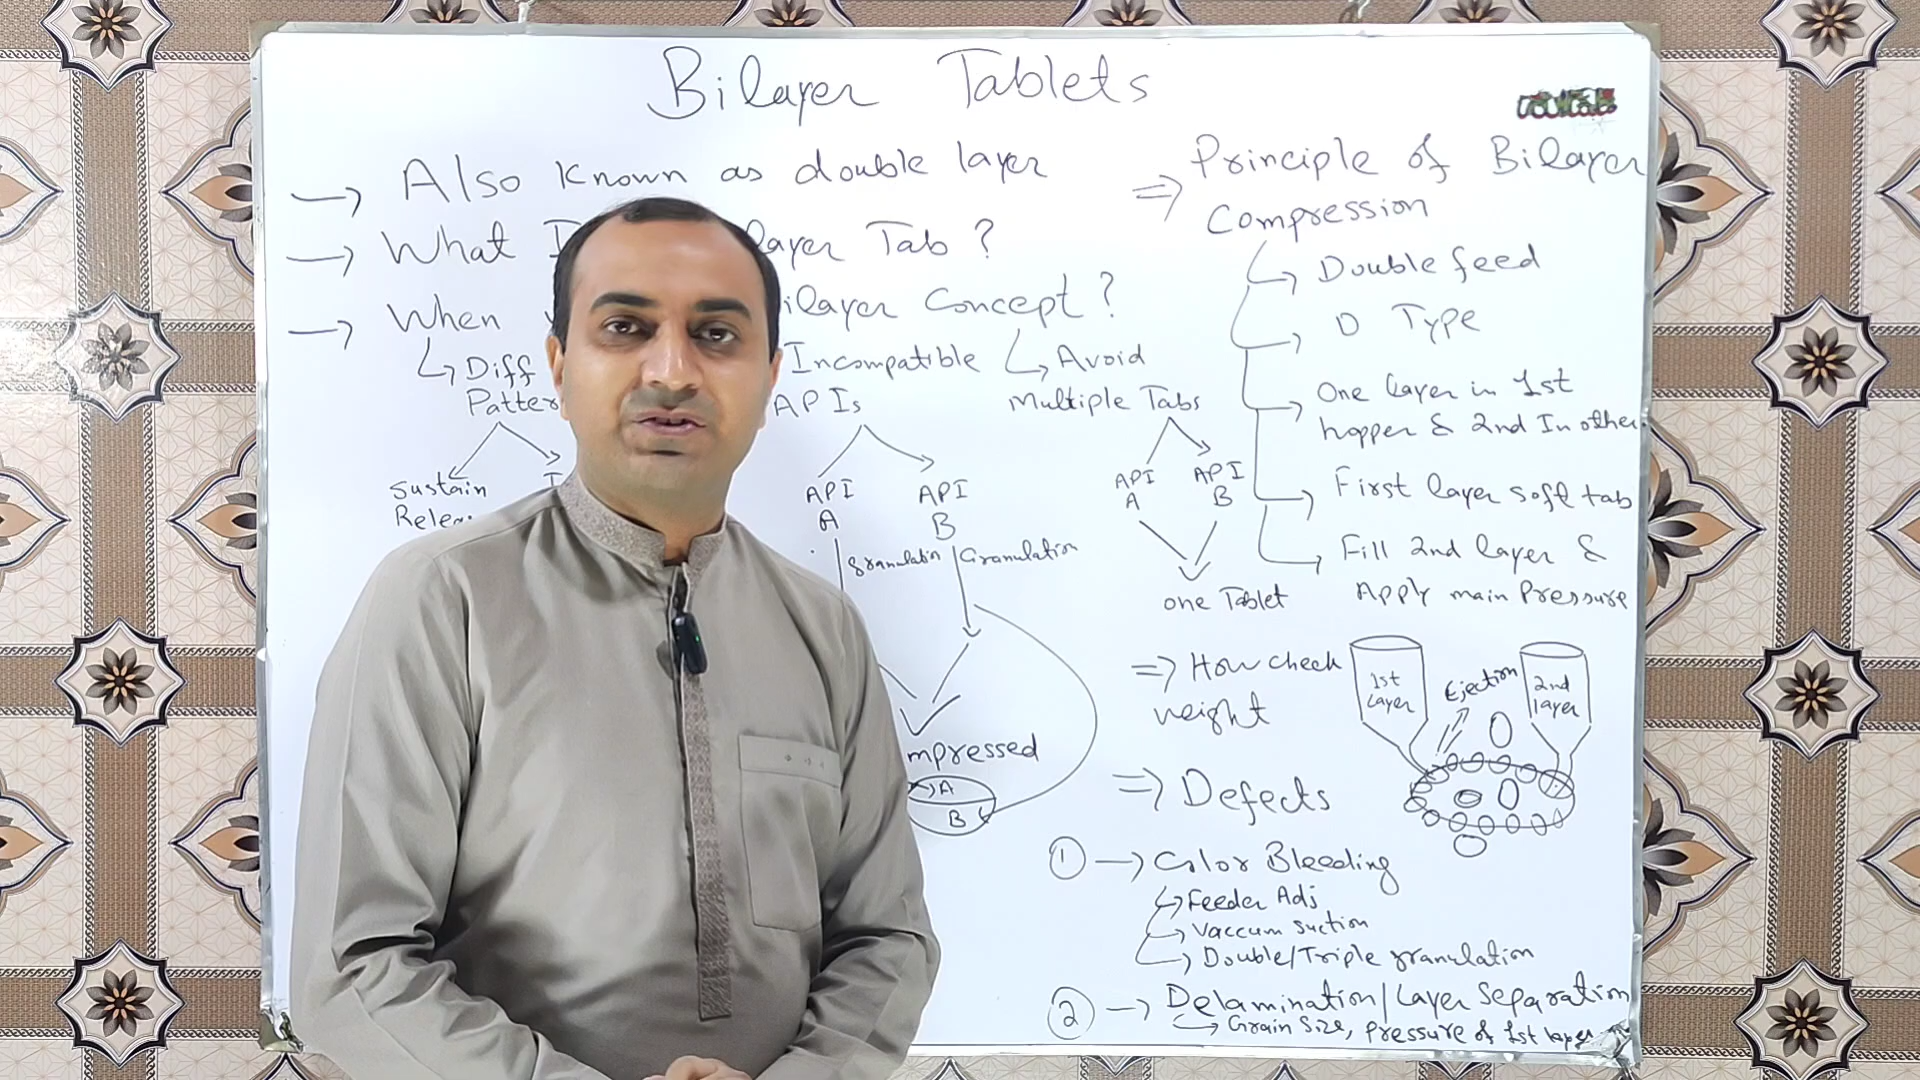 Bilayer Tablets
Also Known as double layer
What layer Tab ?
When ilayer Concept ?
Diff Incompatible Avoid
Patter APIs Multiple Tabs
Sustain
Relea
API A
API B
granulation Granulation
mpressed
A
B
API A
API B
one Tablet
Principle of Bilayer
Compression
Double feed
D Type
One layer in 1st
hopper & 2nd In other.
First layer soft tab
Fill 2nd layer &
Apply main Pressure
How check
weight
1st
Layer
Ejection
2nd
layer
Defects
1 Color Bleeding
Feeder Adj
Vaccum suction
Double/Triple granulation
2 Delamination/Layer Separation
Grain Size, Pressure of 1st layer